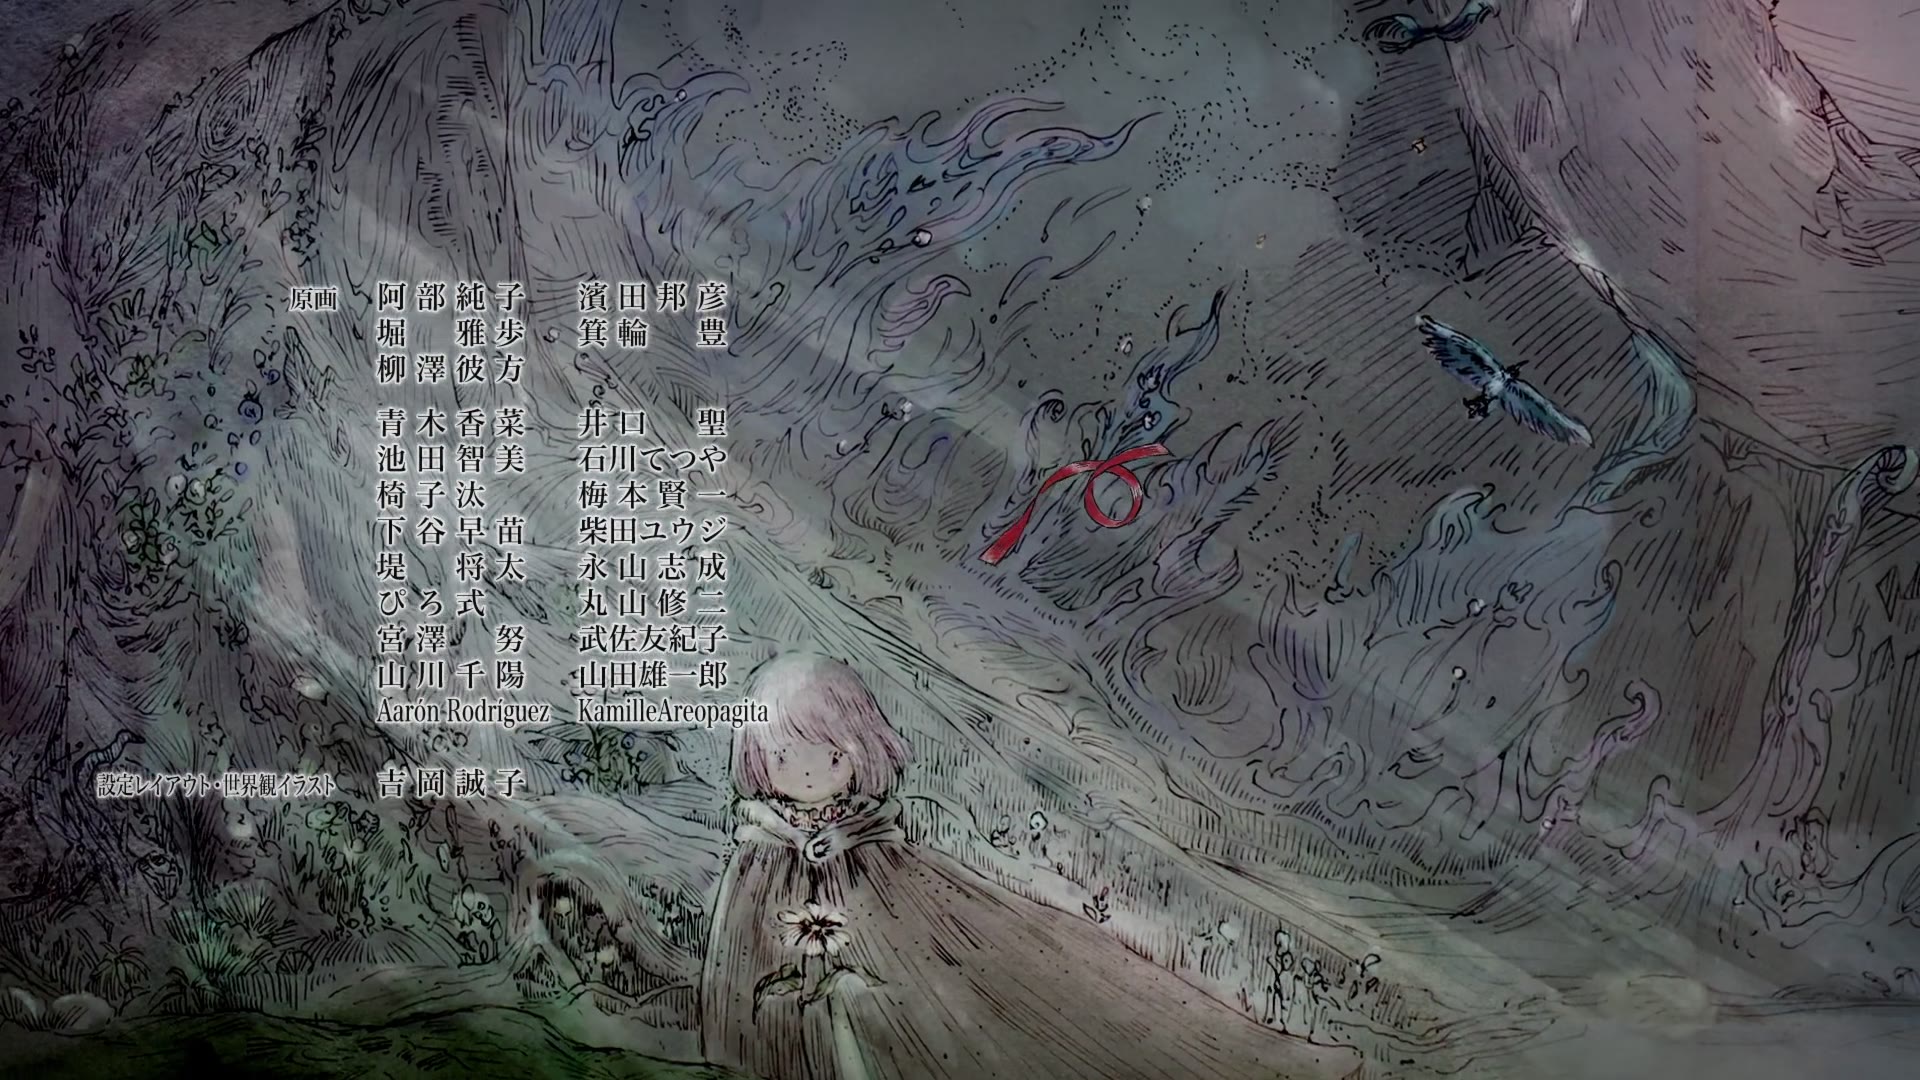 原画 阿部純子 濱田邦彦
堀 雅歩 箕輪 豊
柳澤彼方
青木香菜 井口 聖
池田智美 石川てつや
椅子汰 梅本賢一
下谷早苗 柴田ユウジ
堤 将太 永山志成
ぴろ式 丸山修二
宮澤 努 武佐友紀子
山川千陽 山田雄一郎
Aarón Rodríguez KamilleAreopagita
設定レイアウト・世界観イラスト 吉岡誠子